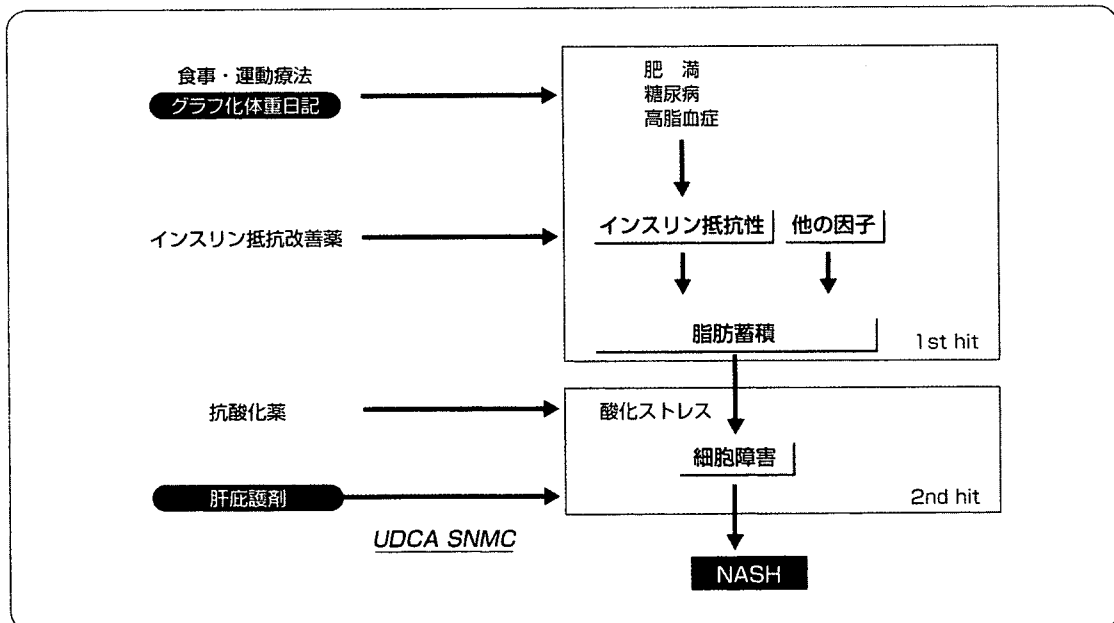 食事・運動療法
グラフ化体重日記
肥 満
糖尿病
高脂血症
インスリン抵抗改善薬
インスリン抵抗性
他の因子
脂肪蓄積
1st hit
抗酸化薬
酸化ストレス
細胞障害
肝庇護剤
2nd hit
UDCA SNMC
NASH